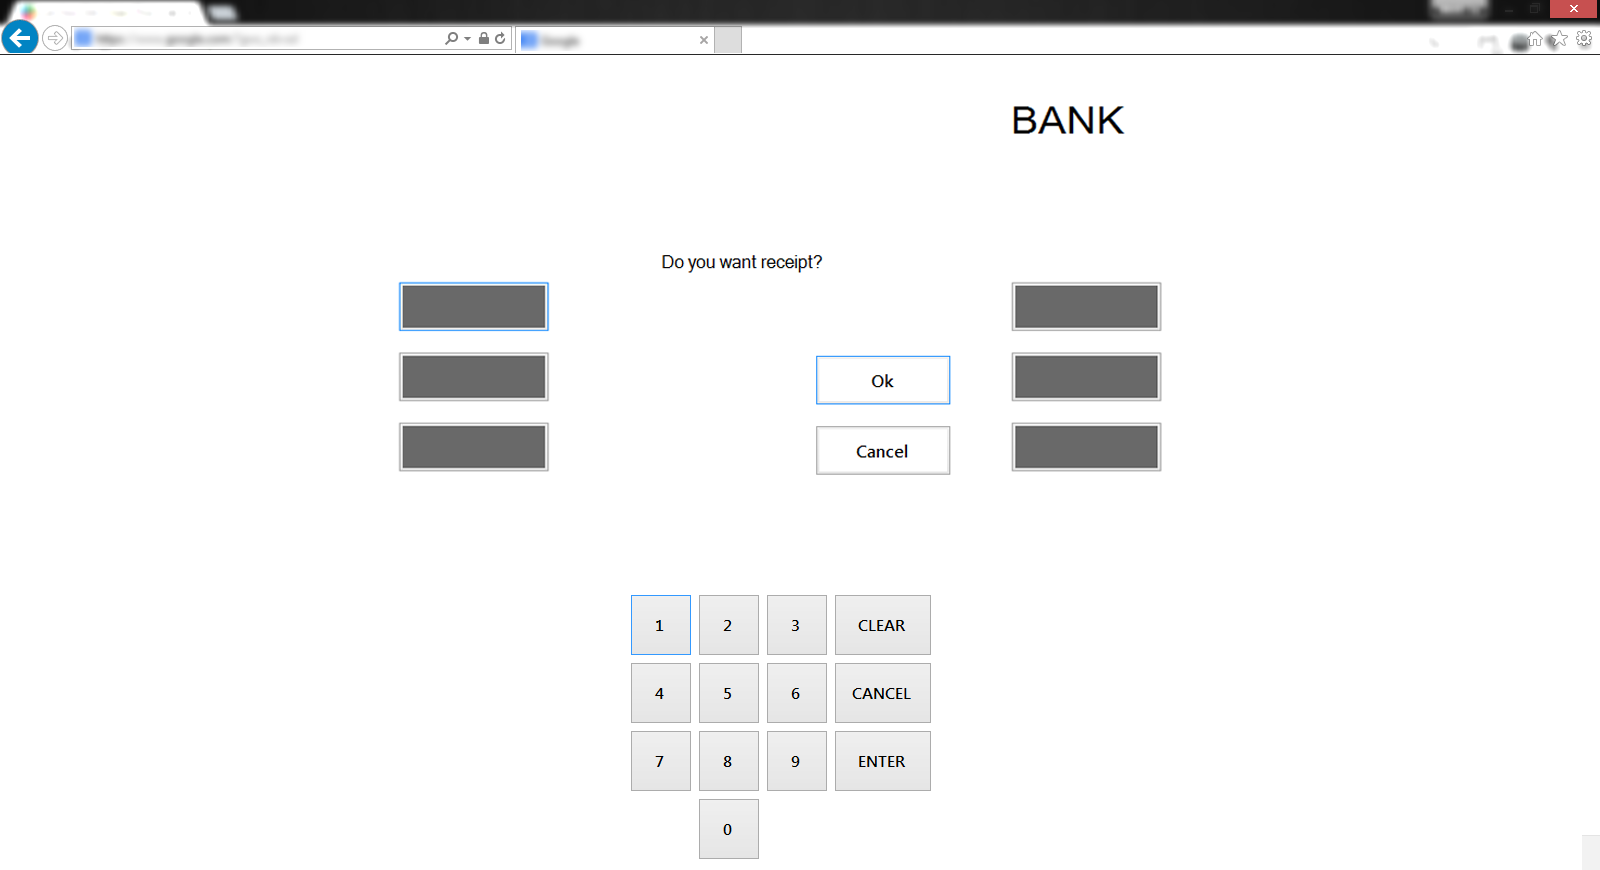 BANK
Do you want receipt?
Ok
Cancel
1 2 3 CLEAR
4 5 6 CANCEL
7 8 9 ENTER
0